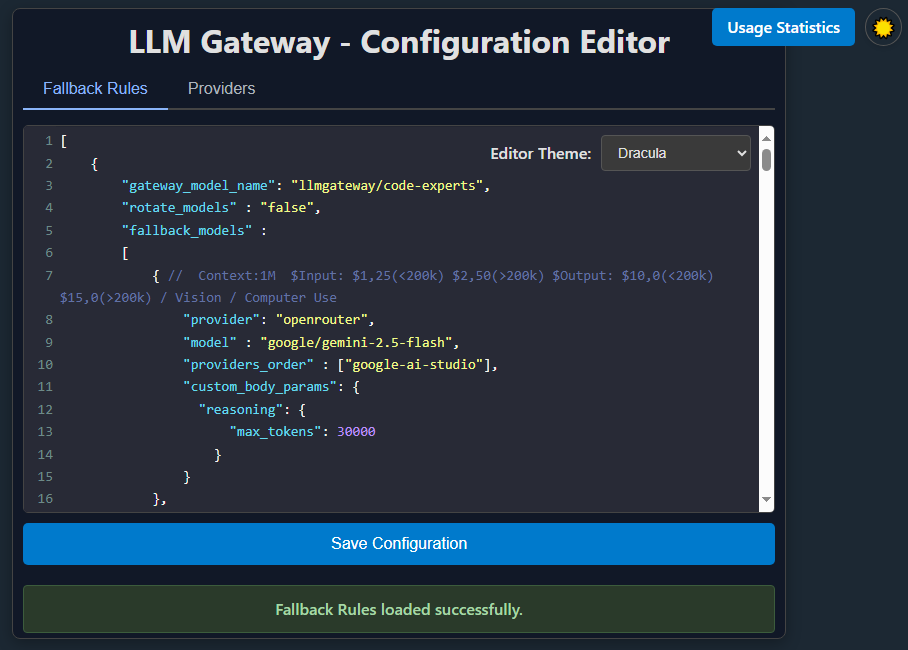 LLM Gateway - Configuration Editor
Usage Statistics
Fallback Rules
Providers
Editor Theme:
Dracula
1 [
2     {
3         "gateway_model_name": "llmgateway/code-experts",
4         "rotate_models" : "false",
5         "fallback_models" :
6         [
7             { //  Context:1M  $Input: $1,25(<200k) $2,50(>200k) $Output: $10,0(<200k)
$15,0(>200k) / Vision / Computer Use
8                 "provider": "openrouter",
9                 "model" : "google/gemini-2.5-flash",
10                 "providers_order" : ["google-ai-studio"],
11                 "custom_body_params": {
12                   "reasoning": {
13                       "max_tokens": 30000
14                     }
15                 }
16             },
Save Configuration
Fallback Rules loaded successfully.